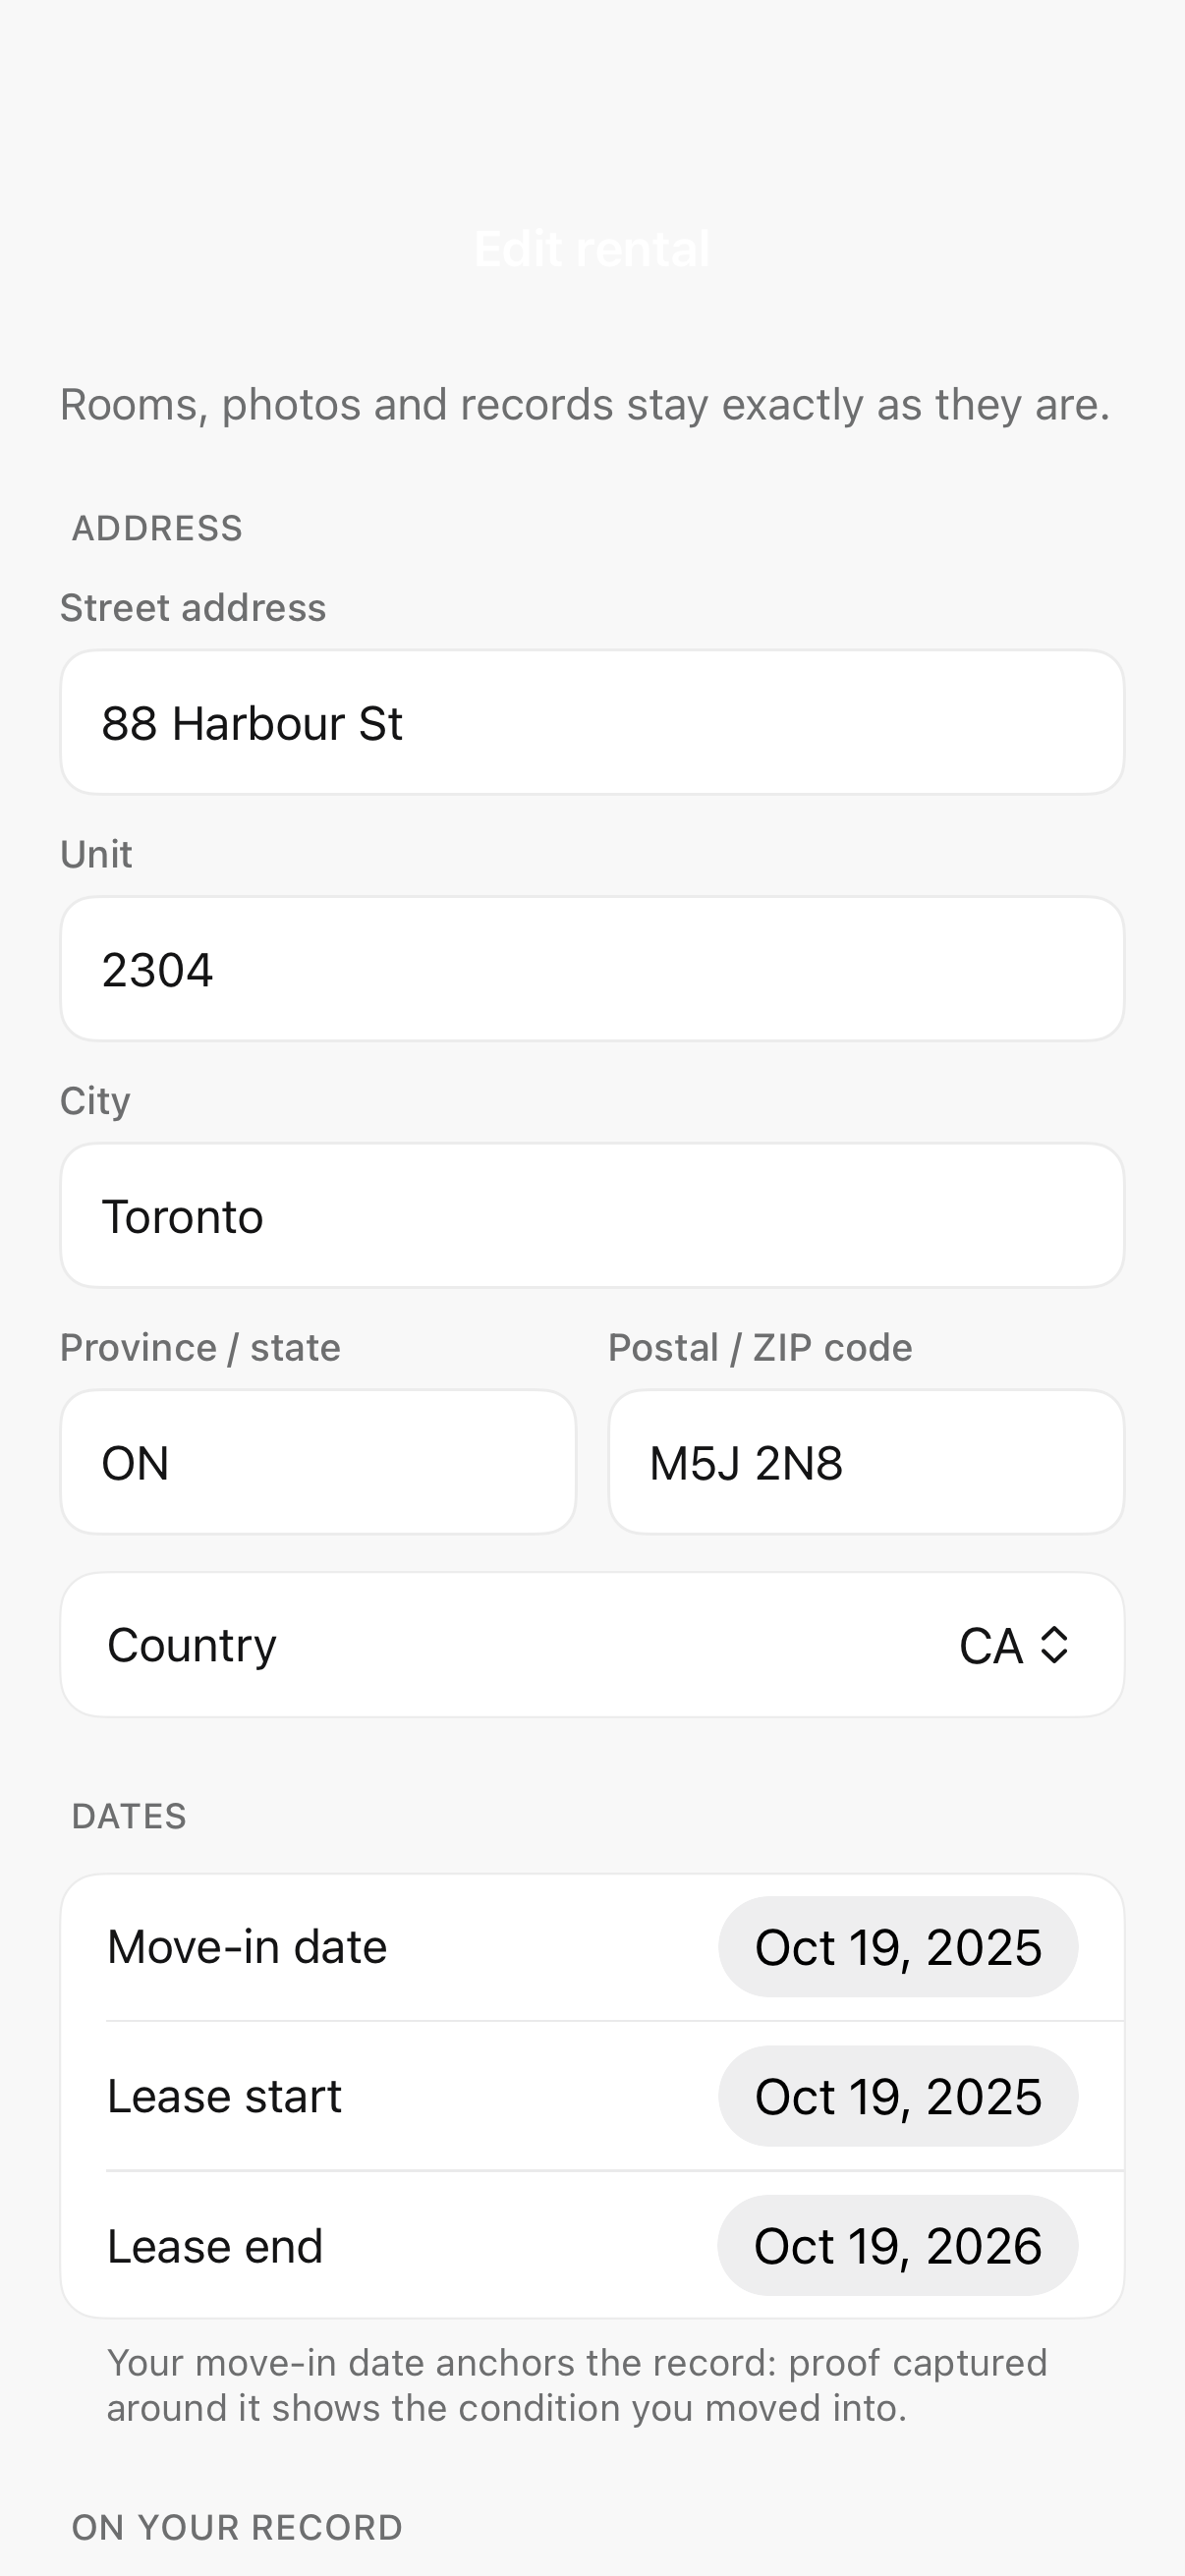 Edit rental
Rooms, photos and records stay exactly as they are.
ADDRESS
Street address
88 Harbour St
Unit
2304
City
Toronto
Province / state
Postal / ZIP code
ON
M5J 2N8
Country
CA
DATES
Move-in date
Oct 19, 2025
Lease start
Oct 19, 2025
Lease end
Oct 19, 2026
Your move-in date anchors the record: proof captured
around it shows the condition you moved into.
ON YOUR RECORD